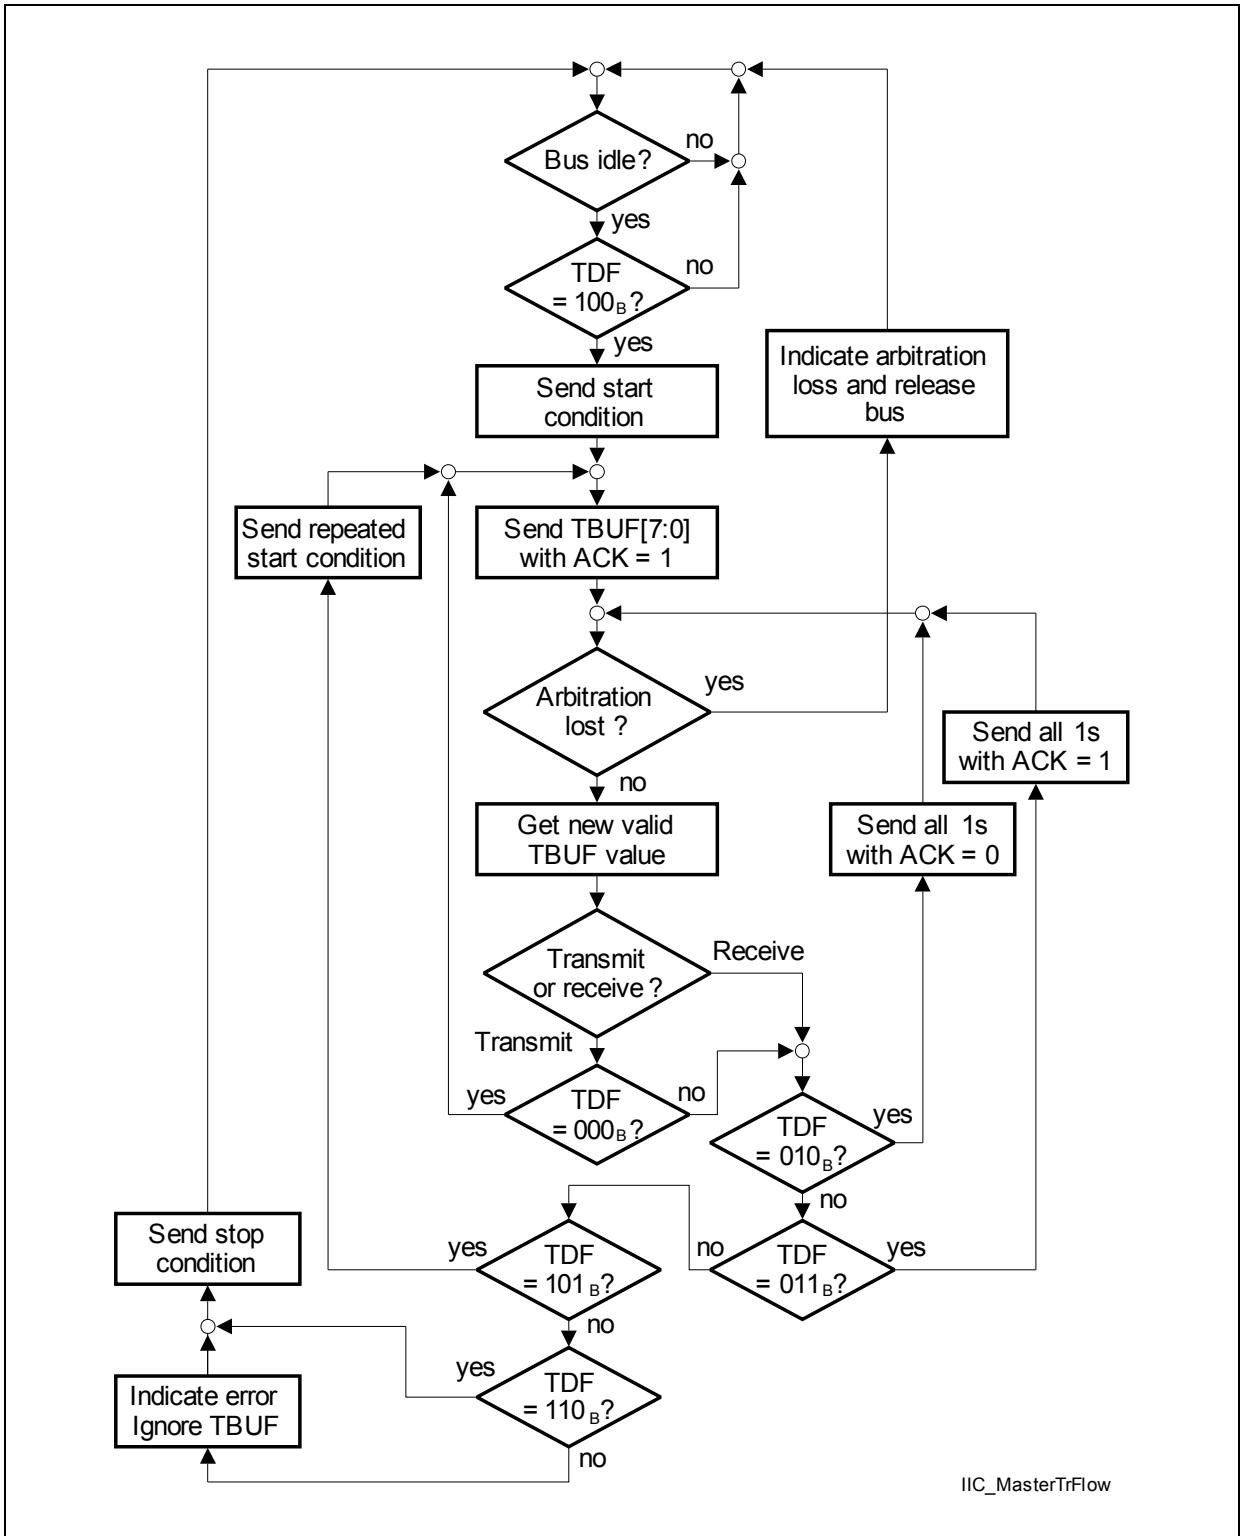 Bus idle?
no
yes
TDF
= 100B?
no
yes
Send start
condition
Indicate arbitration
loss and release
bus
Send repeated
start condition
Send TBUF[7:0]
with ACK = 1
Arbitration
lost ?
yes
no
Send all 1s
with ACK = 1
Get new valid
TBUF value
Send all 1s
with ACK = 0
Transmit
or receive ?
Receive
Transmit
TDF
= 000B?
yes
no
TDF
= 010B?
yes
no
TDF
= 011B?
yes
no
TDF
= 101B?
yes
no
Send stop
condition
TDF
= 110B?
yes
no
Indicate error
Ignore TBUF
IIC_MasterTrFlow